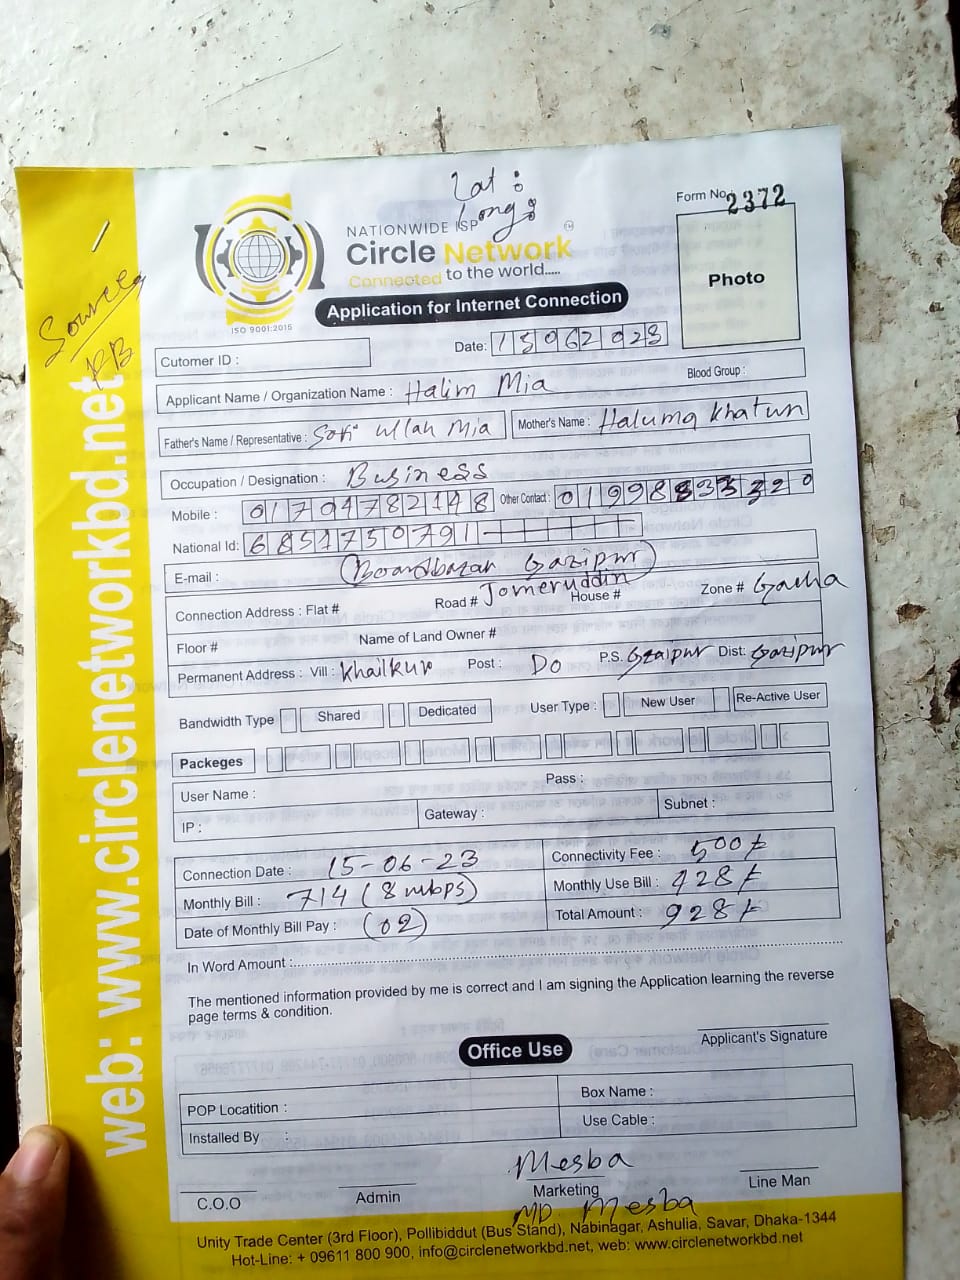 Lat :
Long :
Form No. 2372
NATIONWIDE ISP
Circle Network
Connected to the world.....
ISO 9001:2015
Application for Internet Connection
Photo
Source
RB
web: www.circlenetworkbd.net
Date: 15062023
Cutomer ID :
Applicant Name / Organization Name : Halim Mia Blood Group :
Father's Name / Representative : Sofi ullah Mia Mother's Name : Haluma Khatun
Occupation / Designation : Business
Mobile : 01704782148 Other Contact : 01998833320
National Id: 6851750791
E-mail : (Boardbazar Gazipur)
Connection Address : Flat # Road # Jomeruddin House # Zone # Gacha
Floor # Name of Land Owner #
Permanent Address : Vill : Khailkur Post : DO P.S. Gzaipur Dist: Gazipur
Bandwidth Type Shared Dedicated User Type : New User Re-Active User
Packeges
User Name : Pass :
IP : Gateway : Subnet :
Connection Date : 15-06-23 Connectivity Fee : 500/-
Monthly Bill : 714 (8 mbps) Monthly Use Bill : 428/-
Date of Monthly Bill Pay : (02) Total Amount : 928/-
In Word Amount :
The mentioned information provided by me is correct and I am signing the Application learning the reverse
page terms & condition.
Applicant's Signature
Office Use
POP Locatition : Box Name :
Installed By : Use Cable :
Mesba
C.O.O Admin Marketing Line Man
MD Mesba
Unity Trade Center (3rd Floor), Pollibiddut (Bus Stand), Nabinagar, Ashulia, Savar, Dhaka-1344
Hot-Line: + 09611 800 900, info@circlenetworkbd.net, web: www.circlenetworkbd.net